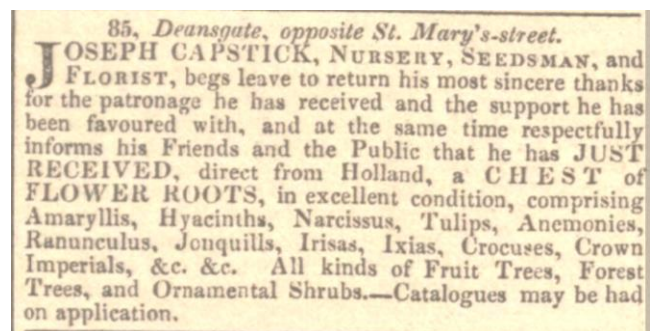 85, Deansgate, opposite St. Mary's-street.
JOSEPH CAPSTICK, NURSERY, SEEDSMAN, and
FLORIST, begs leave to return his most sincere thanks
for the patronage he has received and the support he has
been favoured with, and at the same time respectfully
informs his Friends and the Public that he has JUST
RECEIVED, direct from Holland, a CHEST of
FLOWER ROOTS, in excellent condition, comprising
Amaryllis, Hyacinths, Narcissus, Tulips, Anemonies,
Ranunculus, Jonquills, Irisas, Ixias, Crocuses, Crown
Imperials, &c. &c. All kinds of Fruit Trees, Forest
Trees, and Ornamental Shrubs.—Catalogues may be had
on application.